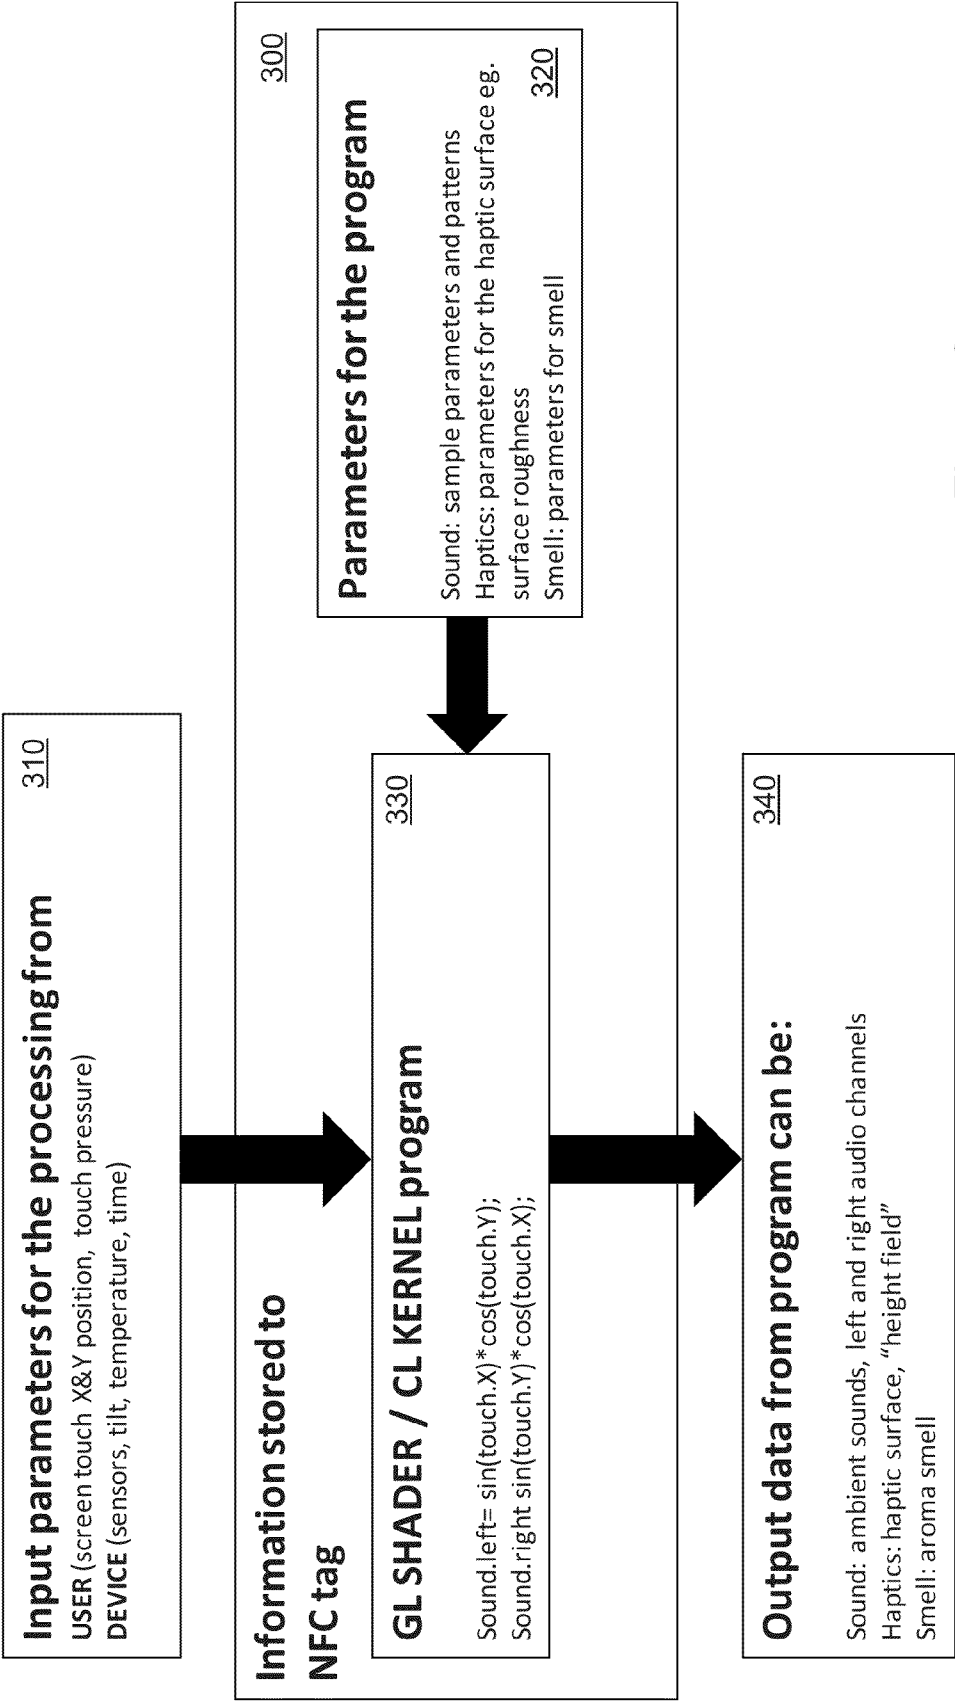 Input parameters for the processing from
310
USER (screen touch X&Y position, touch pressure)
DEVICE (sensors, tilt, temperature, time)
Information stored to
NFC tag
300
GL SHADER / CL KERNEL program
330
Sound.left= sin(touch.X)*cos(touch.Y);
Sound.right sin(touch.Y)*cos(touch.X);
Parameters for the program
Sound: sample parameters and patterns
Haptics: parameters for the haptic surface eg.
surface roughness
320
Smell: parameters for smell
Output data from program can be:
340
Sound: ambient sounds, left and right audio channels
Haptics: haptic surface, “height field”
Smell: aroma smell